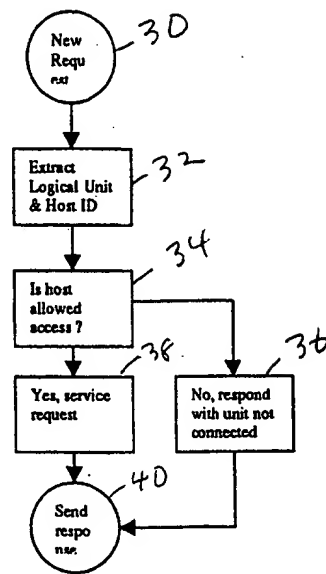 New
Requ
est
30
Extract
Logical Unit
& Host ID
32
Is host
allowed
access ?
34
Yes, service
request
38
No, respond
with unit not
connected
36
Send
respo
nse.
40